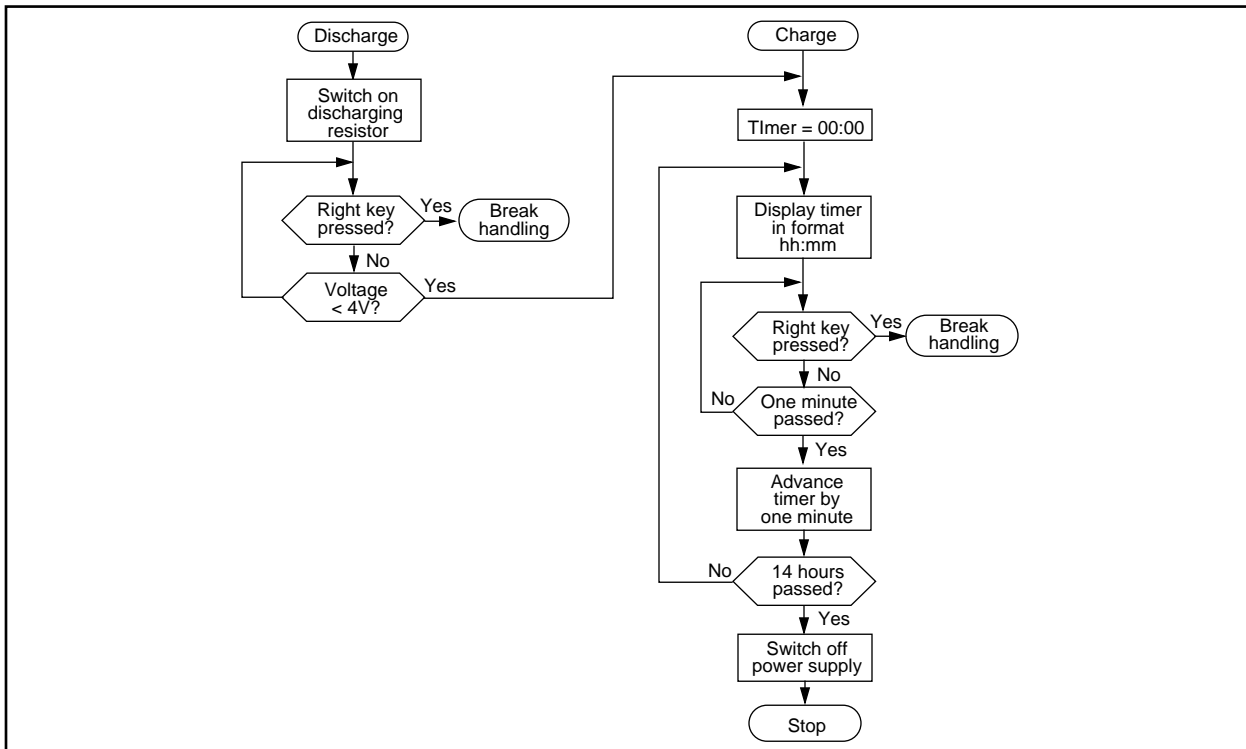 Discharge
Switch on
discharging
resistor
Right key
pressed?
Yes
Break
handling
No
Voltage
< 4V?
Yes
Charge
TImer = 00:00
Display timer
in format
hh:mm
Right key
pressed?
Yes
Break
handling
No
No
One minute
passed?
Yes
Advance
timer by
one minute
No
14 hours
passed?
Yes
Switch off
power supply
Stop